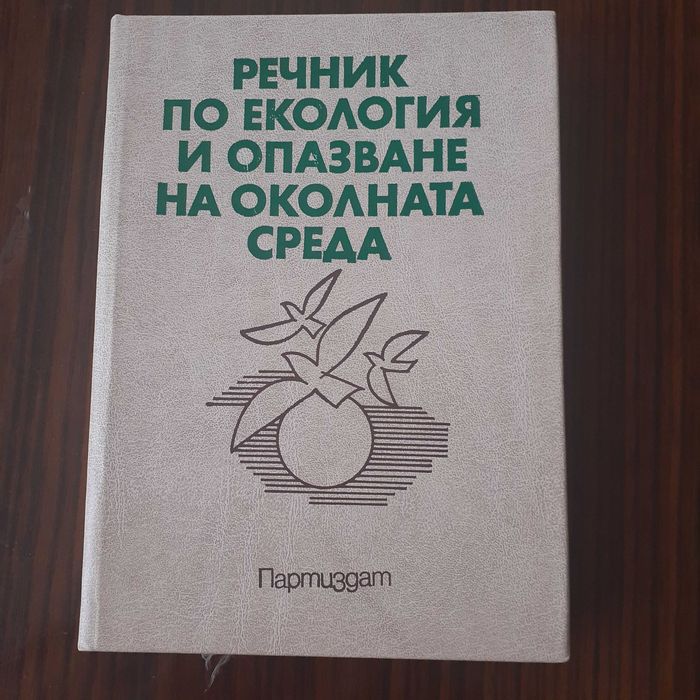 РЕЧНИК
ПО ЕКОЛОГИЯ
И ОПАЗВАНЕ
НА ОКОЛНАТА
СРЕДА
Партиздат